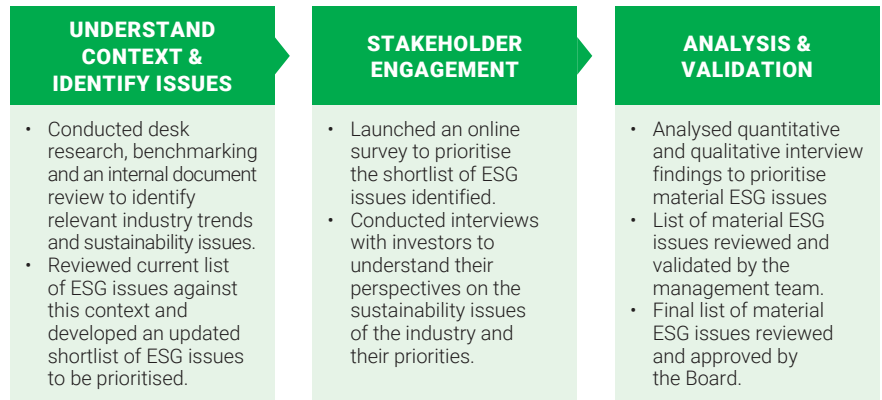 UNDERSTAND
CONTEXT &
IDENTIFY ISSUES
• Conducted desk
research, benchmarking
and an internal document
review to identify
relevant industry trends
and sustainability issues.
• Reviewed current list
of ESG issues against
this context and
developed an updated
shortlist of ESG issues
to be prioritised.
STAKEHOLDER
ENGAGEMENT
• Launched an online
survey to prioritise
the shortlist of ESG
issues identified.
• Conducted interviews
with investors to
understand their
perspectives on the
sustainability issues
of the industry and
their priorities.
ANALYSIS &
VALIDATION
• Analysed quantitative
and qualitative interview
findings to prioritise
material ESG issues
• List of material ESG
issues reviewed and
validated by the
management team.
• Final list of material
ESG issues reviewed
and approved by
the Board.